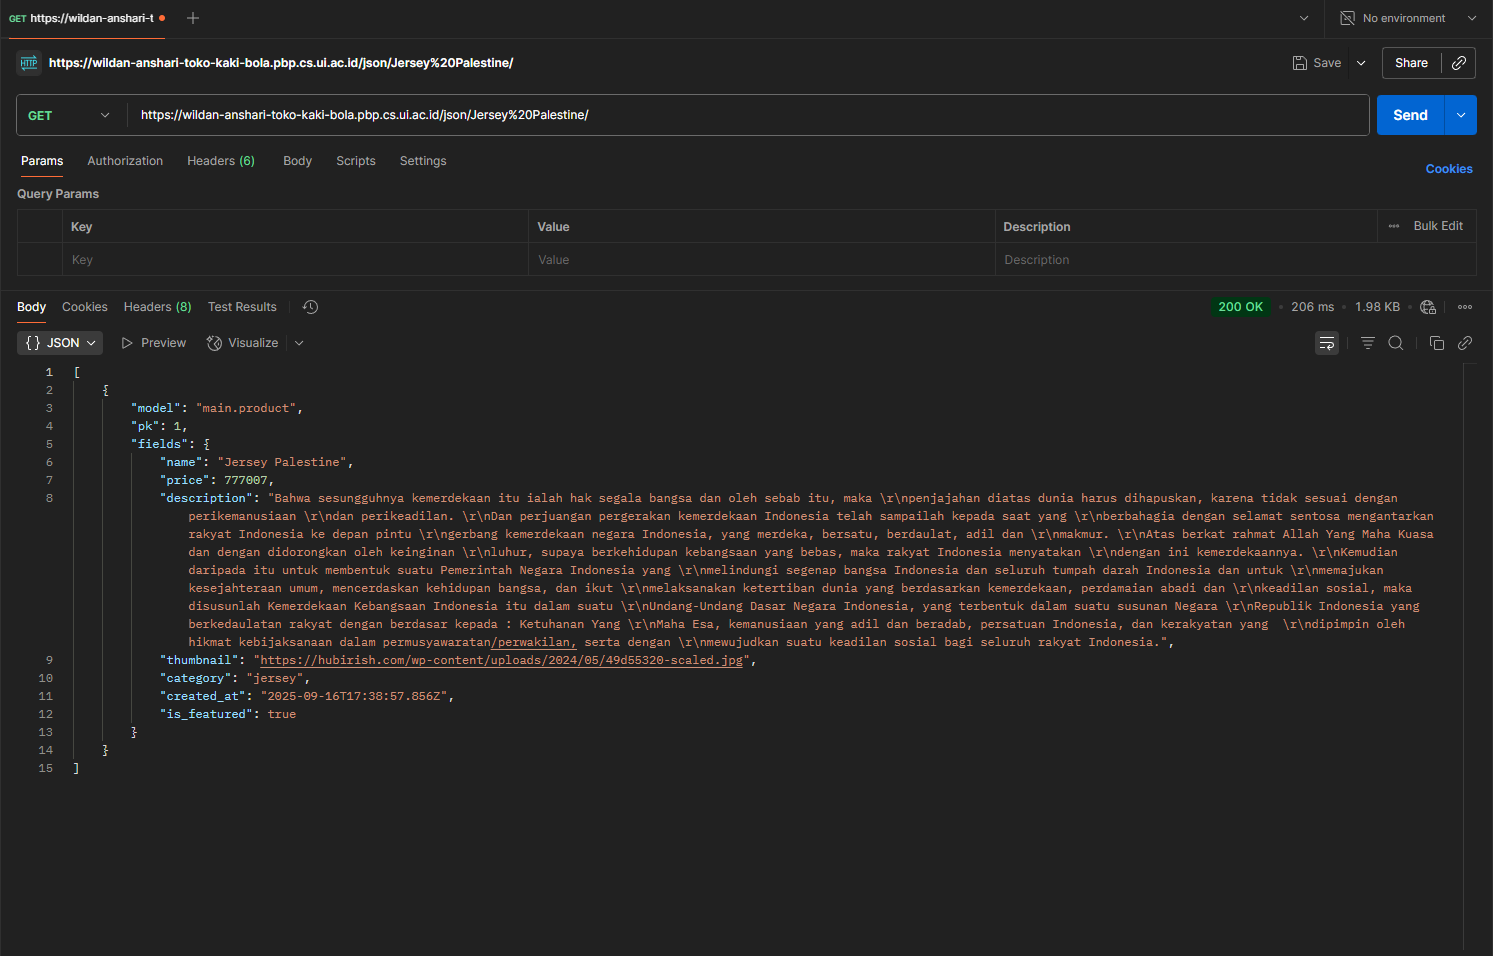 GET https://wildan-anshari-t
No environment
HTTP https://wildan-anshari-toko-kaki-bola.pbp.cs.ui.ac.id/json/Jersey%20Palestine/
Save
Share
GET
https://wildan-anshari-toko-kaki-bola.pbp.cs.ui.ac.id/json/Jersey%20Palestine/
Send
Params Authorization Headers (6) Body Scripts Settings
Cookies
Query Params
Key Value Description Bulk Edit
Key Value Description
Body Cookies Headers (8) Test Results
200 OK 206 ms 1.98 KB
{} JSON Preview Visualize
1 [
2 {
3 "model": "main.product",
4 "pk": 1,
5 "fields": {
6 "name": "Jersey Palestine",
7 "price": 777007,
8 "description": "Bahwa sesungguhnya kemerdekaan itu ialah hak segala bangsa dan oleh sebab itu, maka \r\npenjajahan diatas dunia harus dihapuskan, karena tidak sesuai dengan
perikemanusiaan \r\ndan perikeadilan. \r\nDan perjuangan pergerakan kemerdekaan Indonesia telah sampailah kepada saat yang \r\nberbahagia dengan selamat sentosa mengantarkan
rakyat Indonesia ke depan pintu \r\ngerbang kemerdekaan negara Indonesia, yang merdeka, bersatu, berdaulat, adil dan \r\nmakmur. \r\nAtas berkat rahmat Allah Yang Maha Kuasa
dan dengan didorongkan oleh keinginan \r\nluhur, supaya berkehidupan kebangsaan yang bebas, maka rakyat Indonesia menyatakan \r\ndengan ini kemerdekaannya. \r\nKemudian
daripada itu untuk membentuk suatu Pemerintah Negara Indonesia yang \r\nmelindungi segenap bangsa Indonesia dan seluruh tumpah darah Indonesia dan untuk \r\nmemajukan
kesejahteraan umum, mencerdaskan kehidupan bangsa, dan ikut \r\nmelaksanakan ketertiban dunia yang berdasarkan kemerdekaan, perdamaian abadi dan \r\nkeadilan sosial, maka
disusunlah Kemerdekaan Kebangsaan Indonesia itu dalam suatu \r\nUndang-Undang Dasar Negara Indonesia, yang terbentuk dalam suatu susunan Negara \r\nRepublik Indonesia yang
berkedaulatan rakyat dengan berdasar kepada : Ketuhanan Yang \r\nMaha Esa, kemanusiaan yang adil dan beradab, persatuan Indonesia, dan kerakyatan yang  \r\ndipimpin oleh
hikmat kebijaksanaan dalam permusyawaratan/perwakilan, serta dengan \r\nmewujudkan suatu keadilan sosial bagi seluruh rakyat Indonesia.",
9 "thumbnail": "https://hubirish.com/wp-content/uploads/2024/05/49d55320-scaled.jpg",
10 "category": "jersey",
11 "created_at": "2025-09-16T17:38:57.856Z",
12 "is_featured": true
13 }
14 }
15 ]